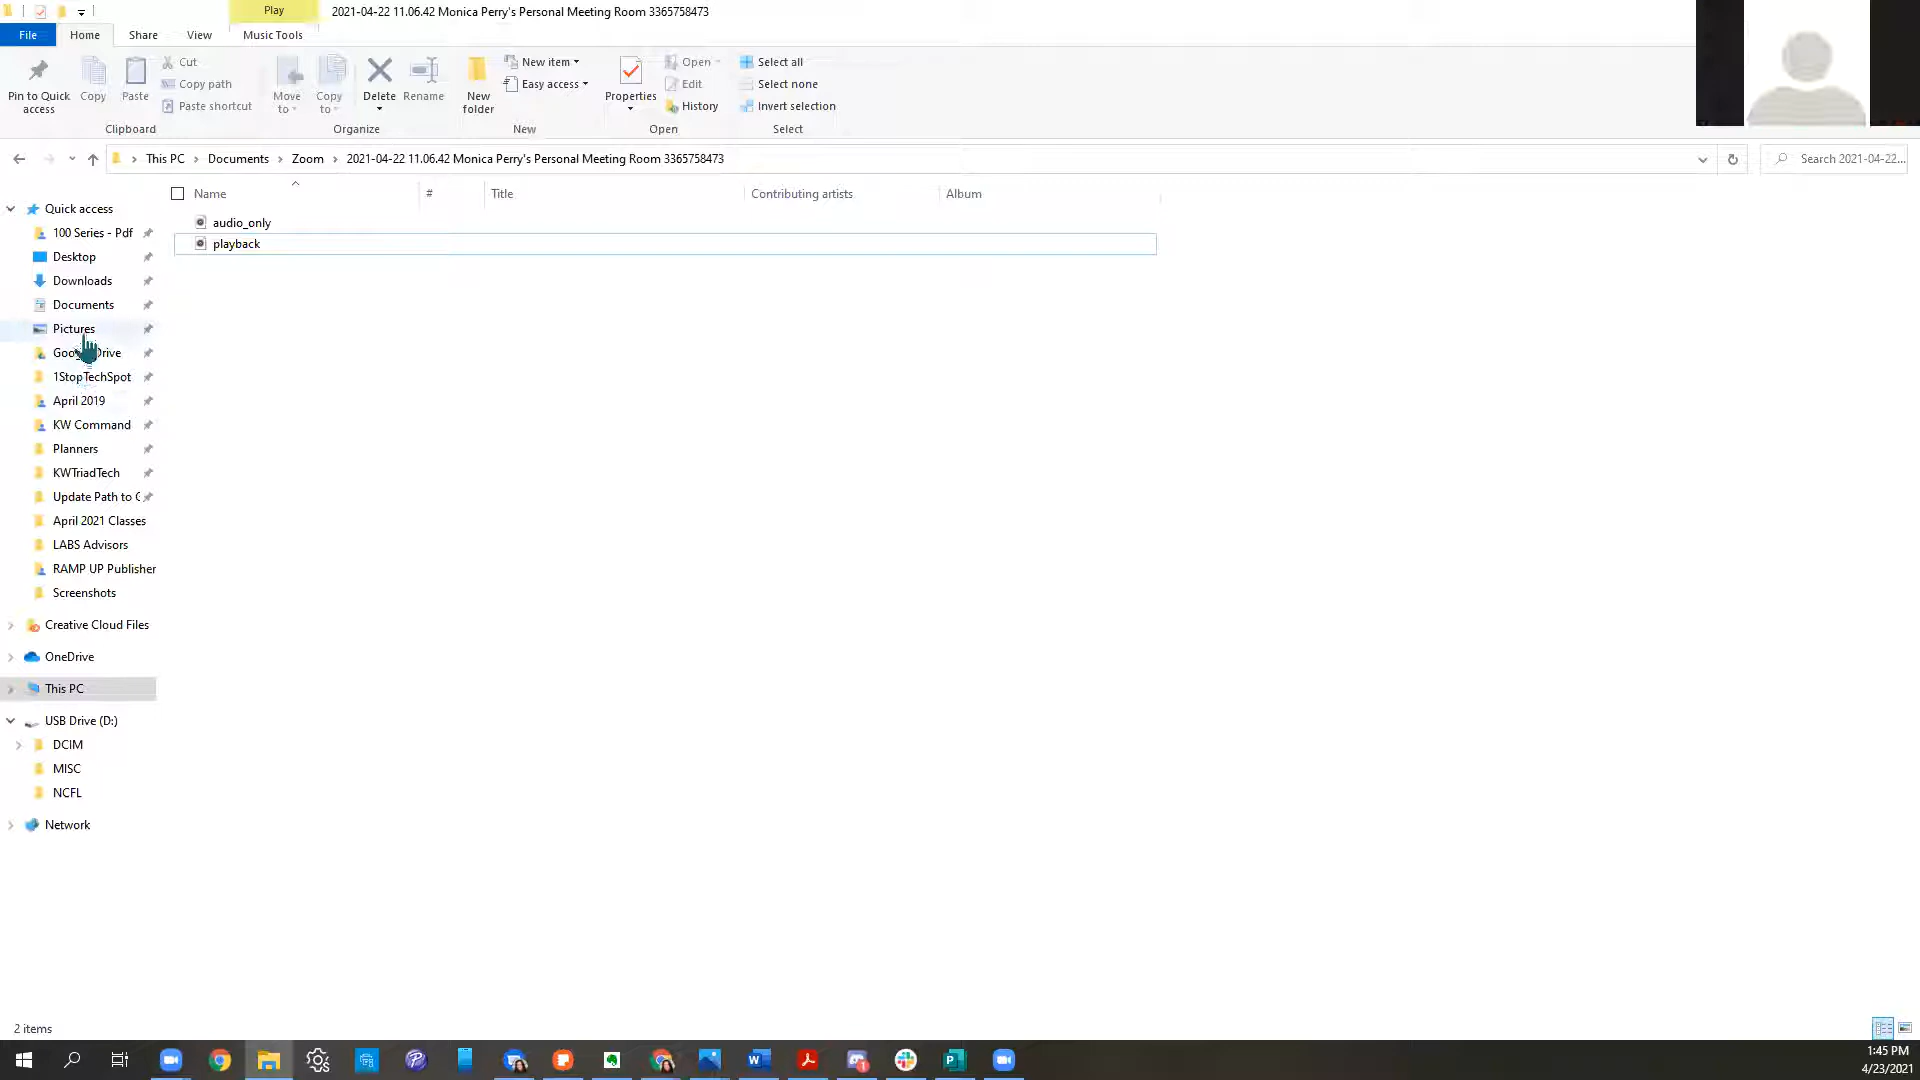 Play
2021-04-22 11.06.42 Monica Perry's Personal Meeting Room 3365758473
File
Home
Share
View
Music Tools
Pin to Quick access
Copy
Paste
Cut
Copy path
Paste shortcut
Clipboard
Move to
Copy to
Delete
Rename
Organize
New folder
New item
Easy access
New
Properties
Open
Edit
History
Open
Select all
Select none
Invert selection
Select
This PC
Documents
Zoom
2021-04-22 11.06.42 Monica Perry's Personal Meeting Room 3365758473
Search 2021-04-22...
Name
#
Title
Contributing artists
Album
audio_only
playback
Quick access
100 Series - Pdf
Desktop
Downloads
Documents
Pictures
Drive
1StopTechSpot
April 2019
KW Command
Planners
KWTriadTech
Update Path to
April 2021 Classes
LABS Advisors
RAMP UP Publisher
Screenshots
Creative Cloud Files
OneDrive
This PC
USB Drive (D:)
DCIM
MISC
NCFL
Network
2 items
1:45 PM
4/23/2021